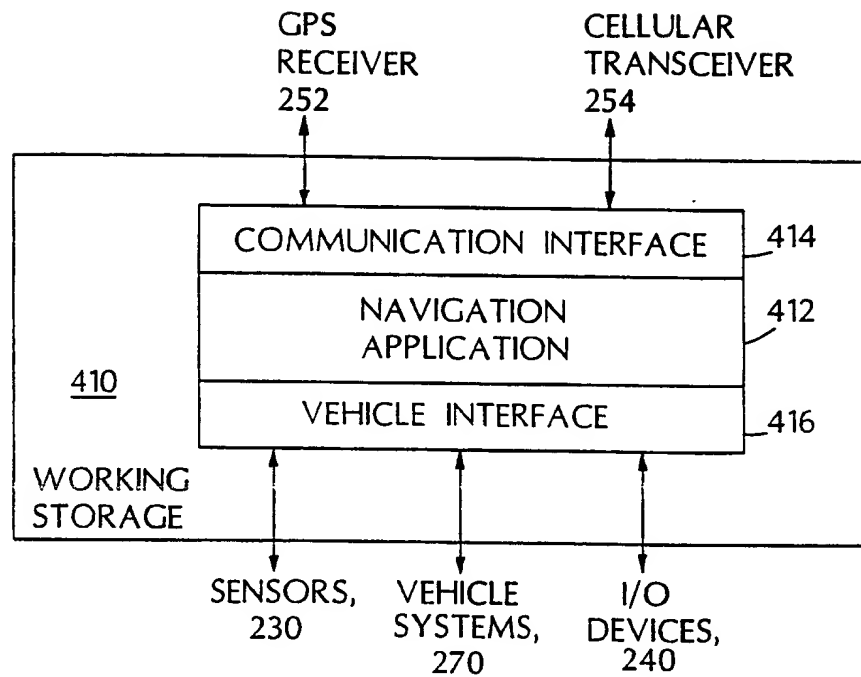 GPS
RECEIVER
252
CELLULAR
TRANSCEIVER
254
COMMUNICATION INTERFACE
414
NAVIGATION
APPLICATION
412
410
VEHICLE INTERFACE
416
WORKING
STORAGE
SENSORS,
230
VEHICLE
SYSTEMS,
270
I/O
DEVICES,
240